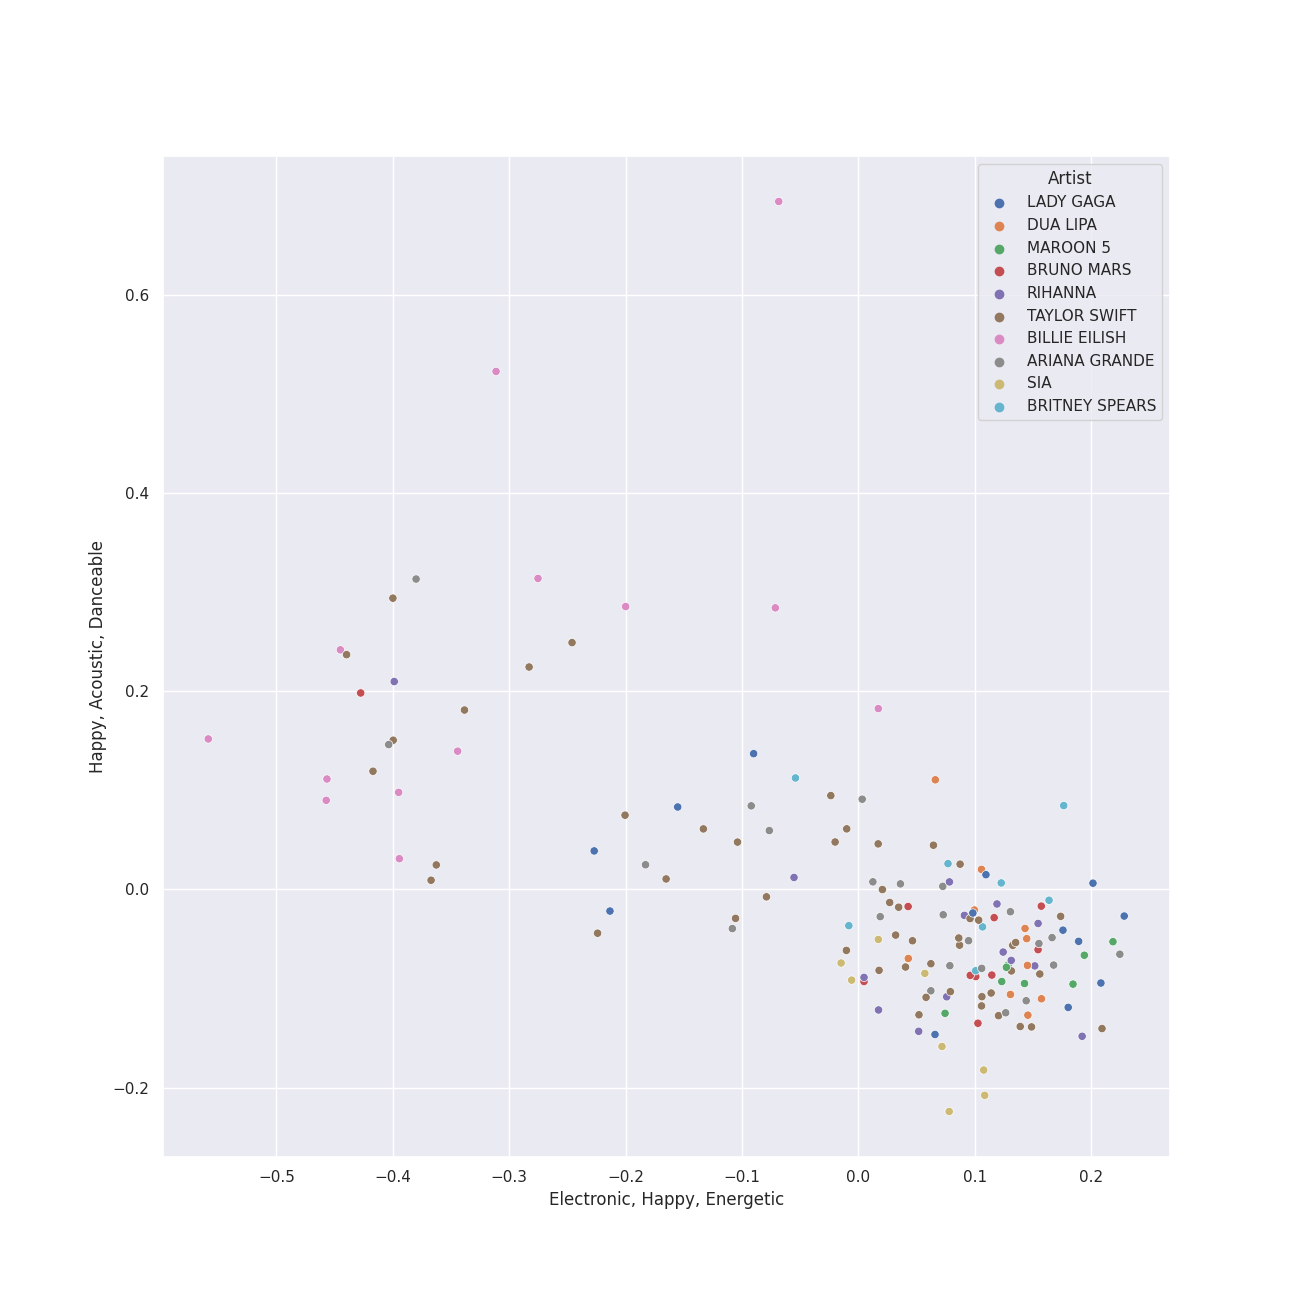 Artist
LADY GAGA
DUA LIPA
MAROON 5
BRUNO MARS
RIHANNA
TAYLOR SWIFT
BILLIE EILISH
ARIANA GRANDE
SIA
BRITNEY SPEARS
0.6
0.4
0.2
0.0
−0.2
Happy, Acoustic, Danceable
−0.5 −0.4 −0.3 −0.2 −0.1 0.0 0.1 0.2
Electronic, Happy, Energetic